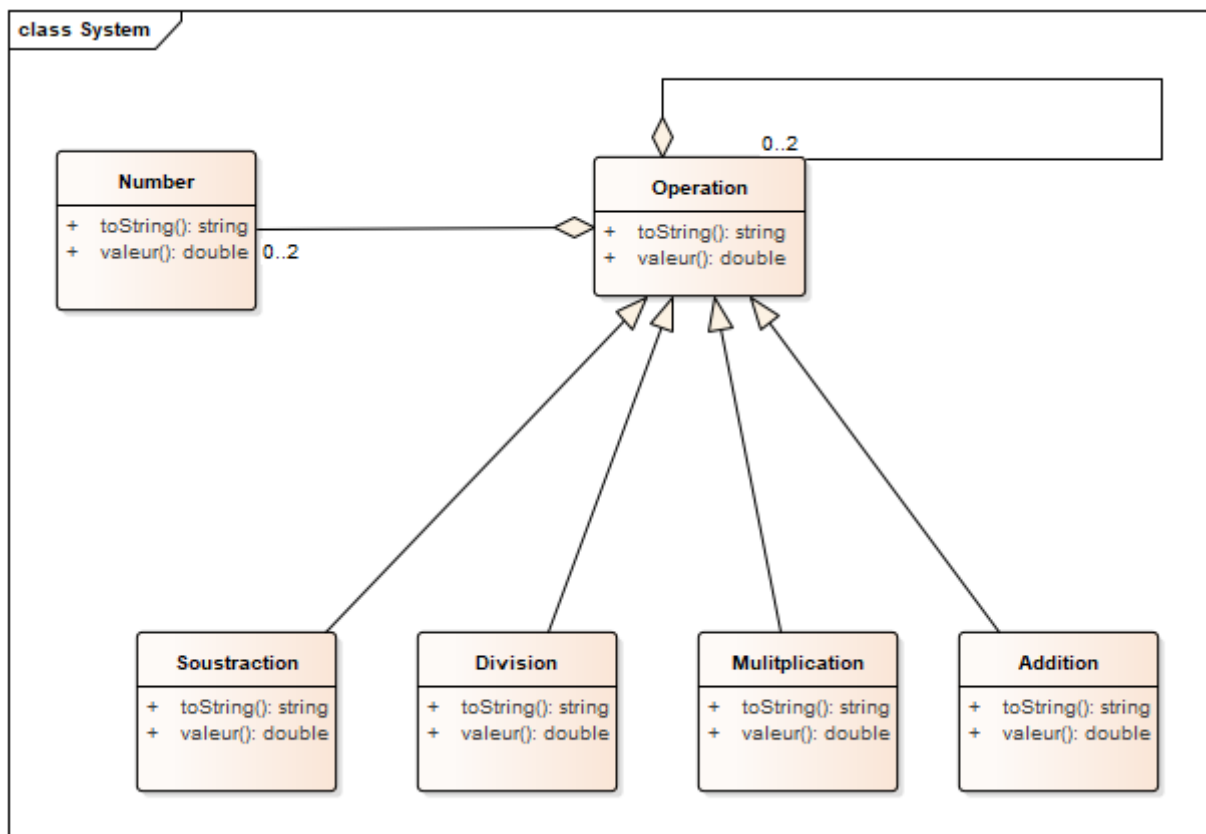 class System
0..2
Number
+ toString(): string
+ valeur(): double
0..2
Operation
+ toString(): string
+ valeur(): double
Soustraction
+ toString(): string
+ valeur(): double
Division
+ toString(): string
+ valeur(): double
Mulitplication
+ toString(): string
+ valeur(): double
Addition
+ toString(): string
+ valeur(): double